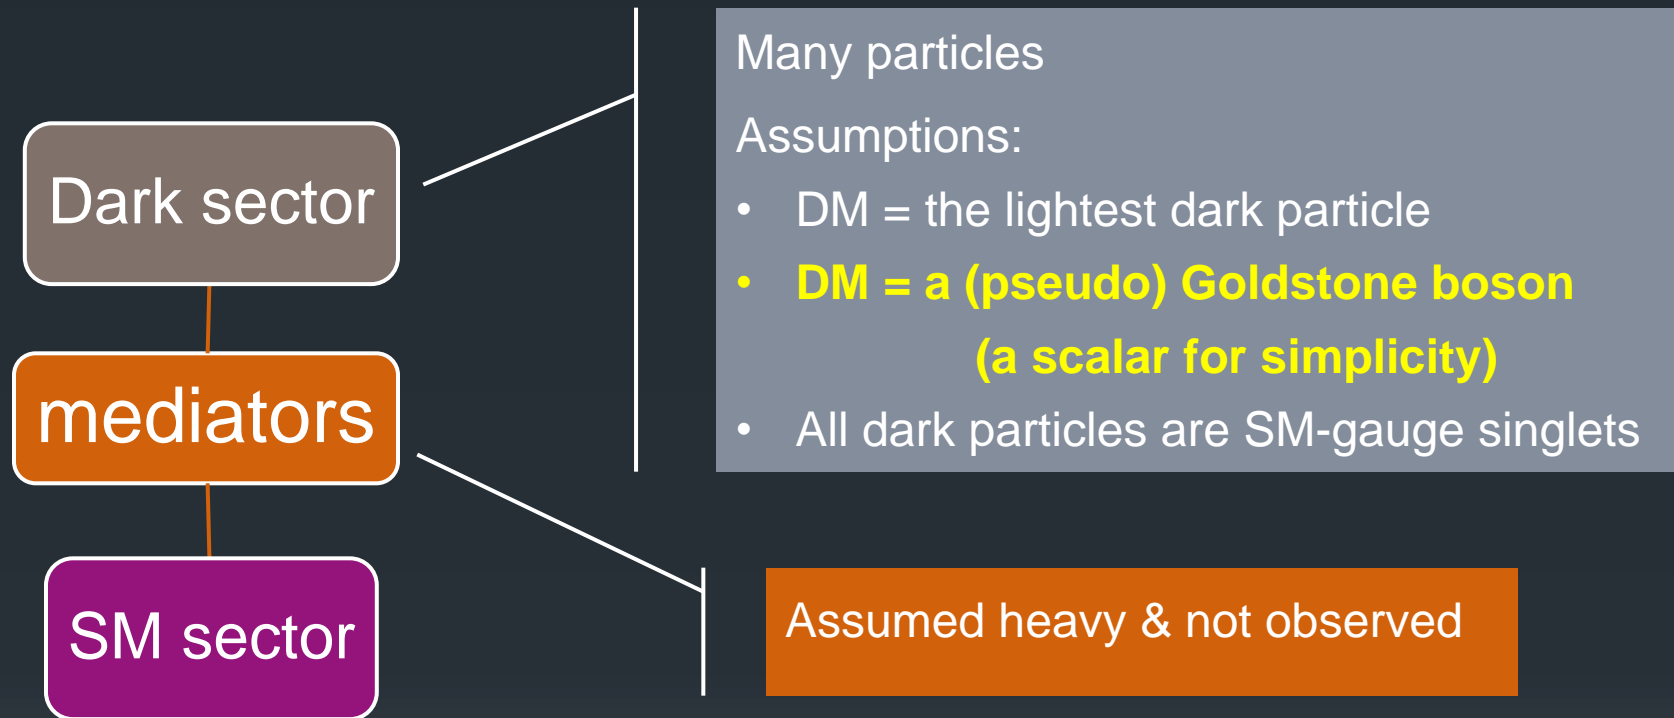 Dark sector
mediators
SM sector
Many particles
Assumptions:
• DM = the lightest dark particle
• DM = a (pseudo) Goldstone boson
(a scalar for simplicity)
• All dark particles are SM-gauge singlets
Assumed heavy & not observed